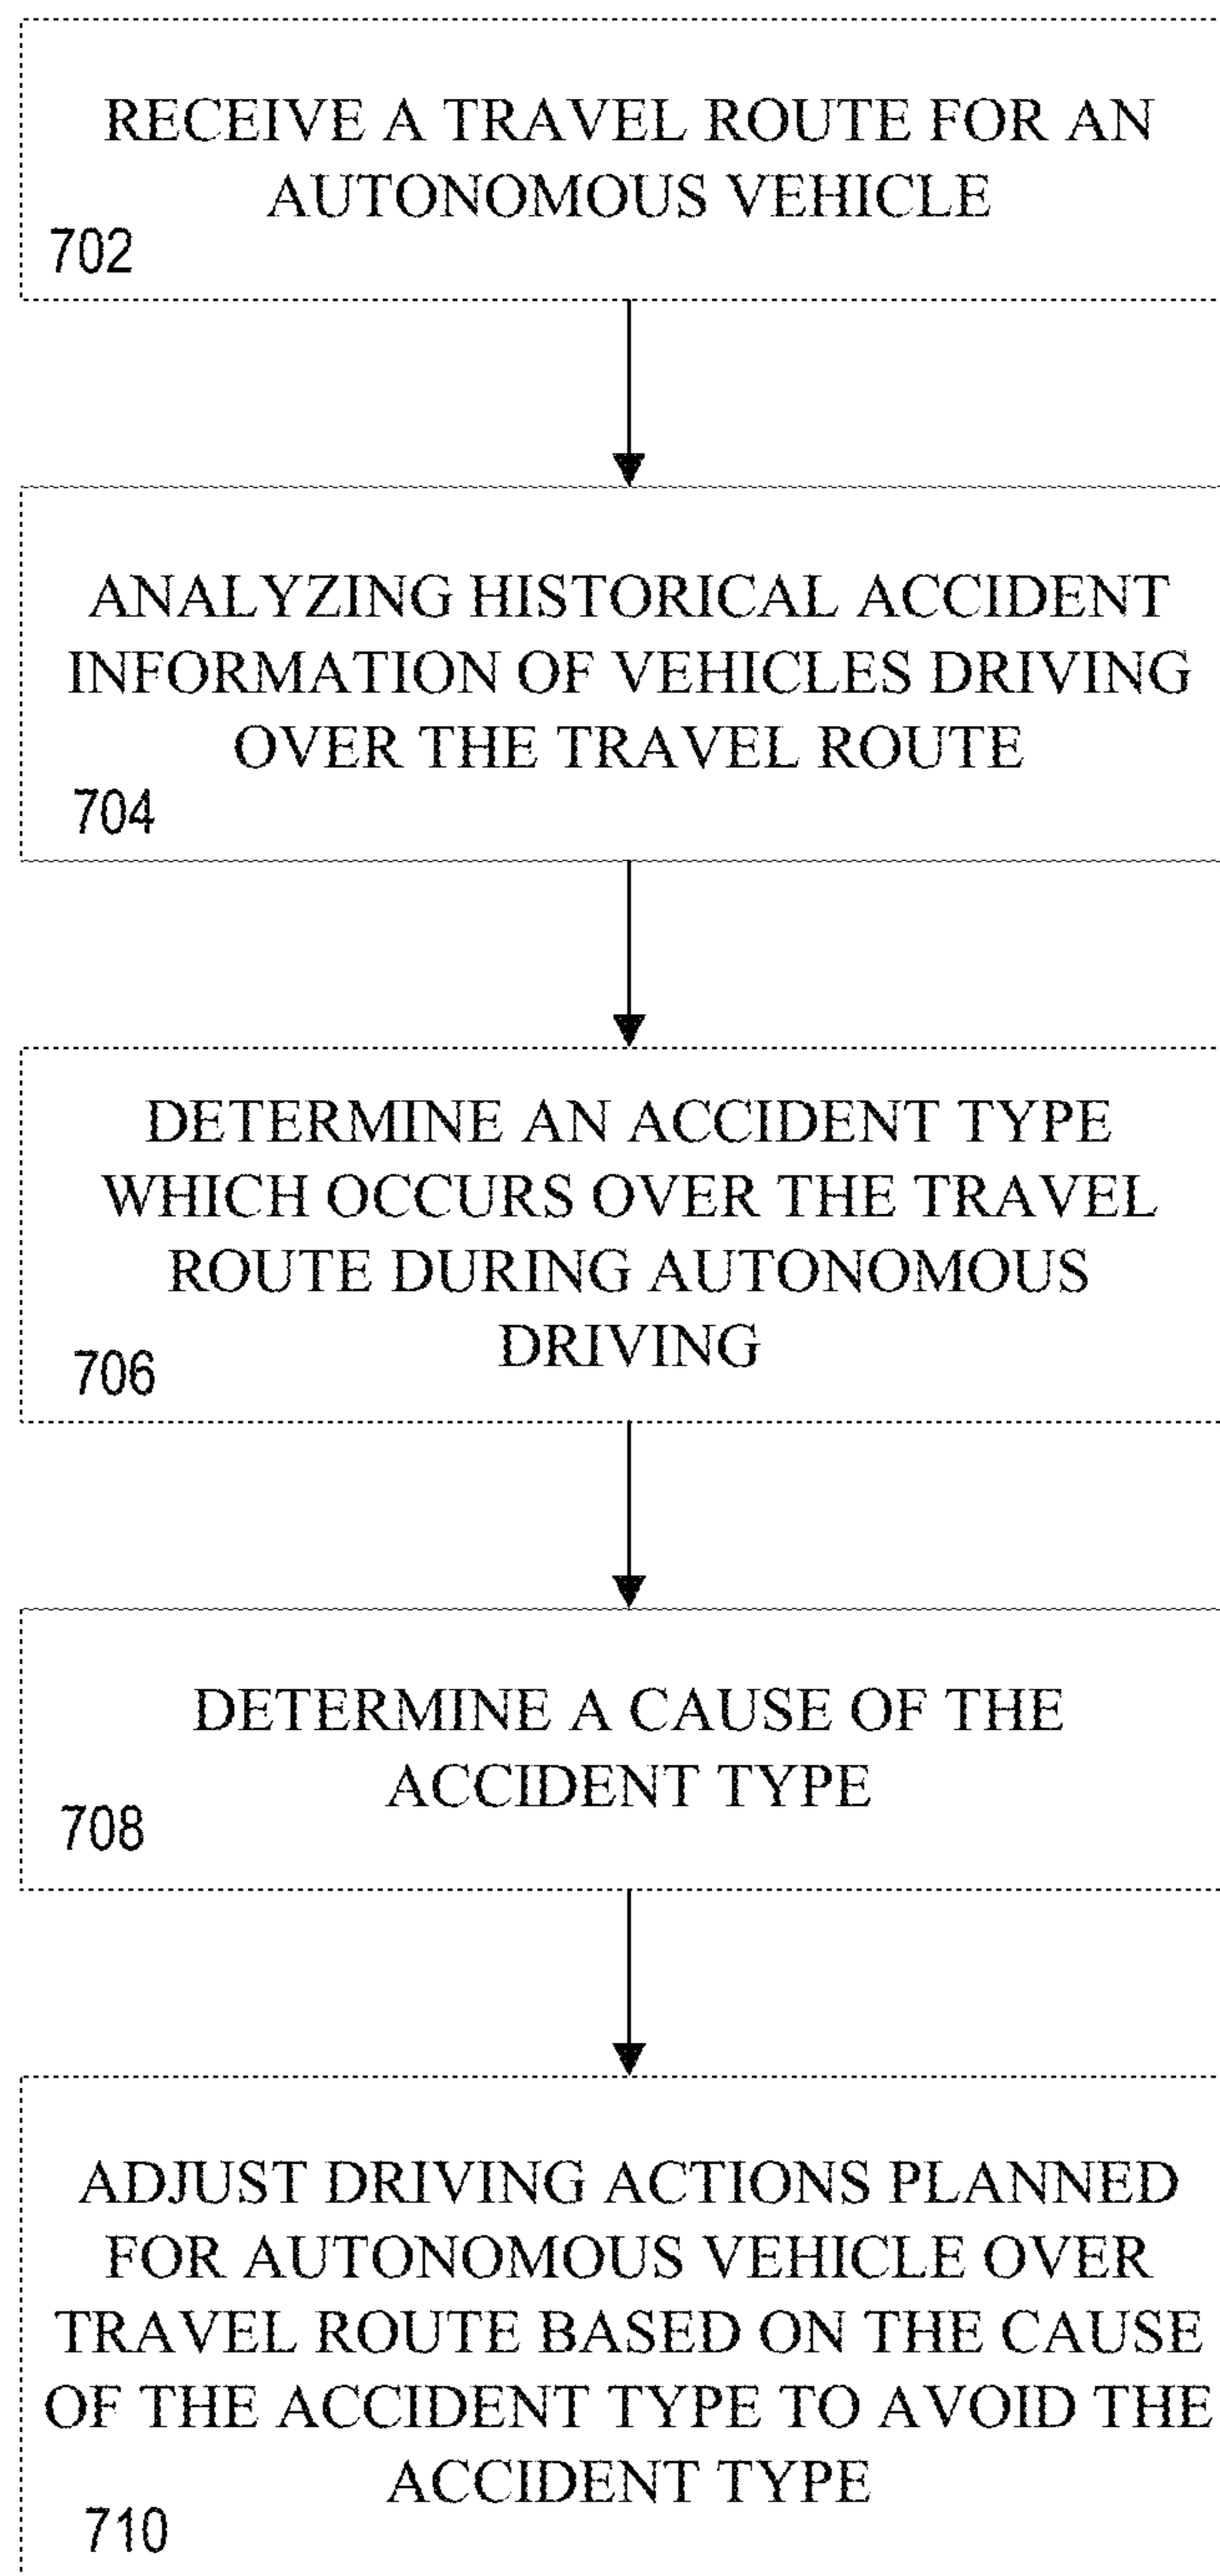 RECEIVE A TRAVEL ROUTE FOR AN
AUTONOMOUS VEHICLE
702
ANALYZING HISTORICAL ACCIDENT
INFORMATION OF VEHICLES DRIVING
OVER THE TRAVEL ROUTE
704
DETERMINE AN ACCIDENT TYPE
WHICH OCCURS OVER THE TRAVEL
ROUTE DURING AUTONOMOUS
DRIVING
706
DETERMINE A CAUSE OF THE
ACCIDENT TYPE
708
ADJUST DRIVING ACTIONS PLANNED
FOR AUTONOMOUS VEHICLE OVER
TRAVEL ROUTE BASED ON THE CAUSE
OF THE ACCIDENT TYPE TO AVOID THE
ACCIDENT TYPE
710